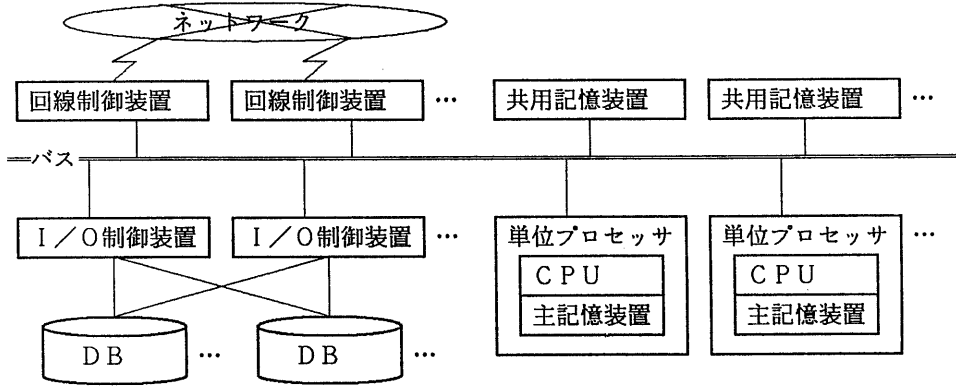 ネットワーク
回線制御装置 回線制御装置 … 共用記憶装置 共用記憶装置 …
バス
I/O制御装置 I/O制御装置 … 単位プロセッサ 単位プロセッサ …
CPU CPU
主記憶装置 主記憶装置
DB … DB …